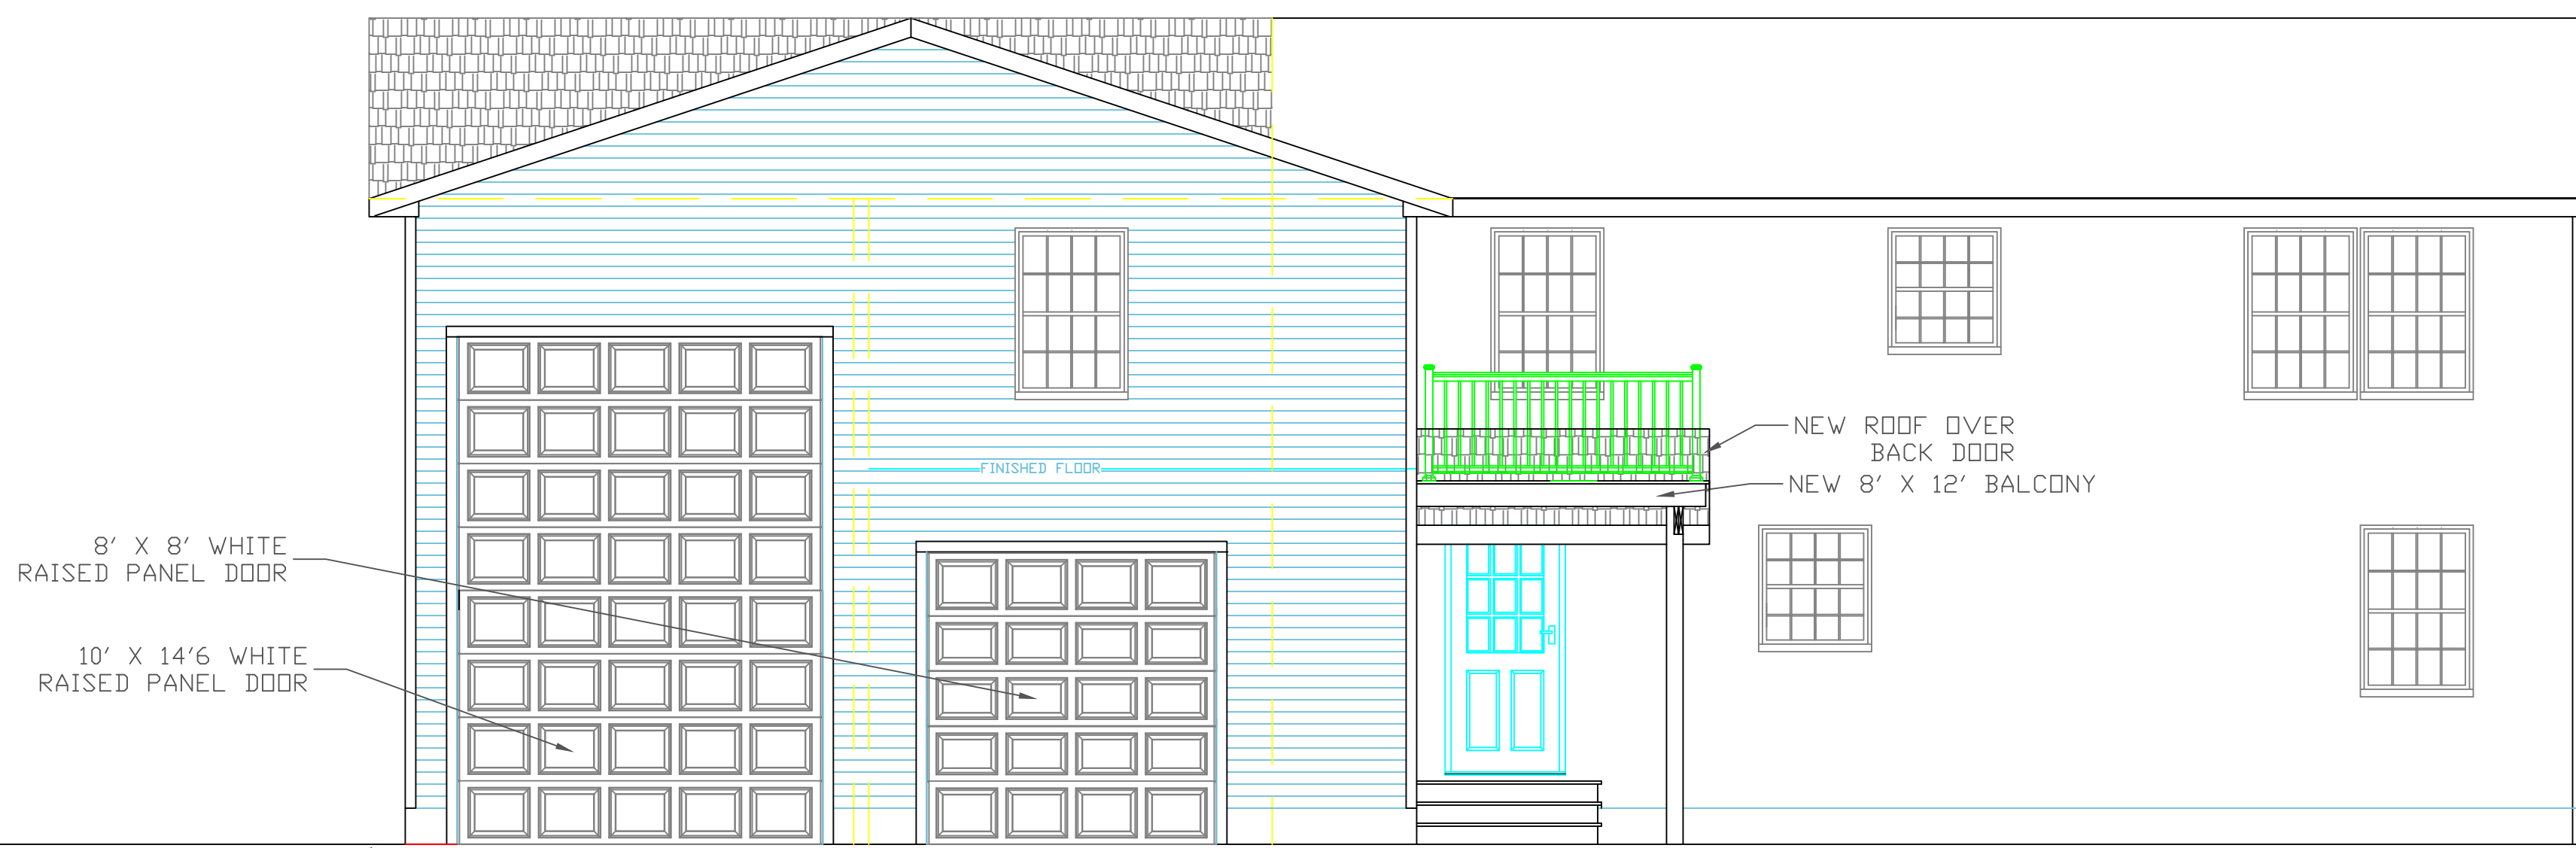 NEW ROOF OVER
BACK DOOR
FINISHED FLOOR
NEW 8' X 12' BALCONY
8' X 8' WHITE
RAISED PANEL DOOR
10' X 14'6 WHITE
RAISED PANEL DOOR